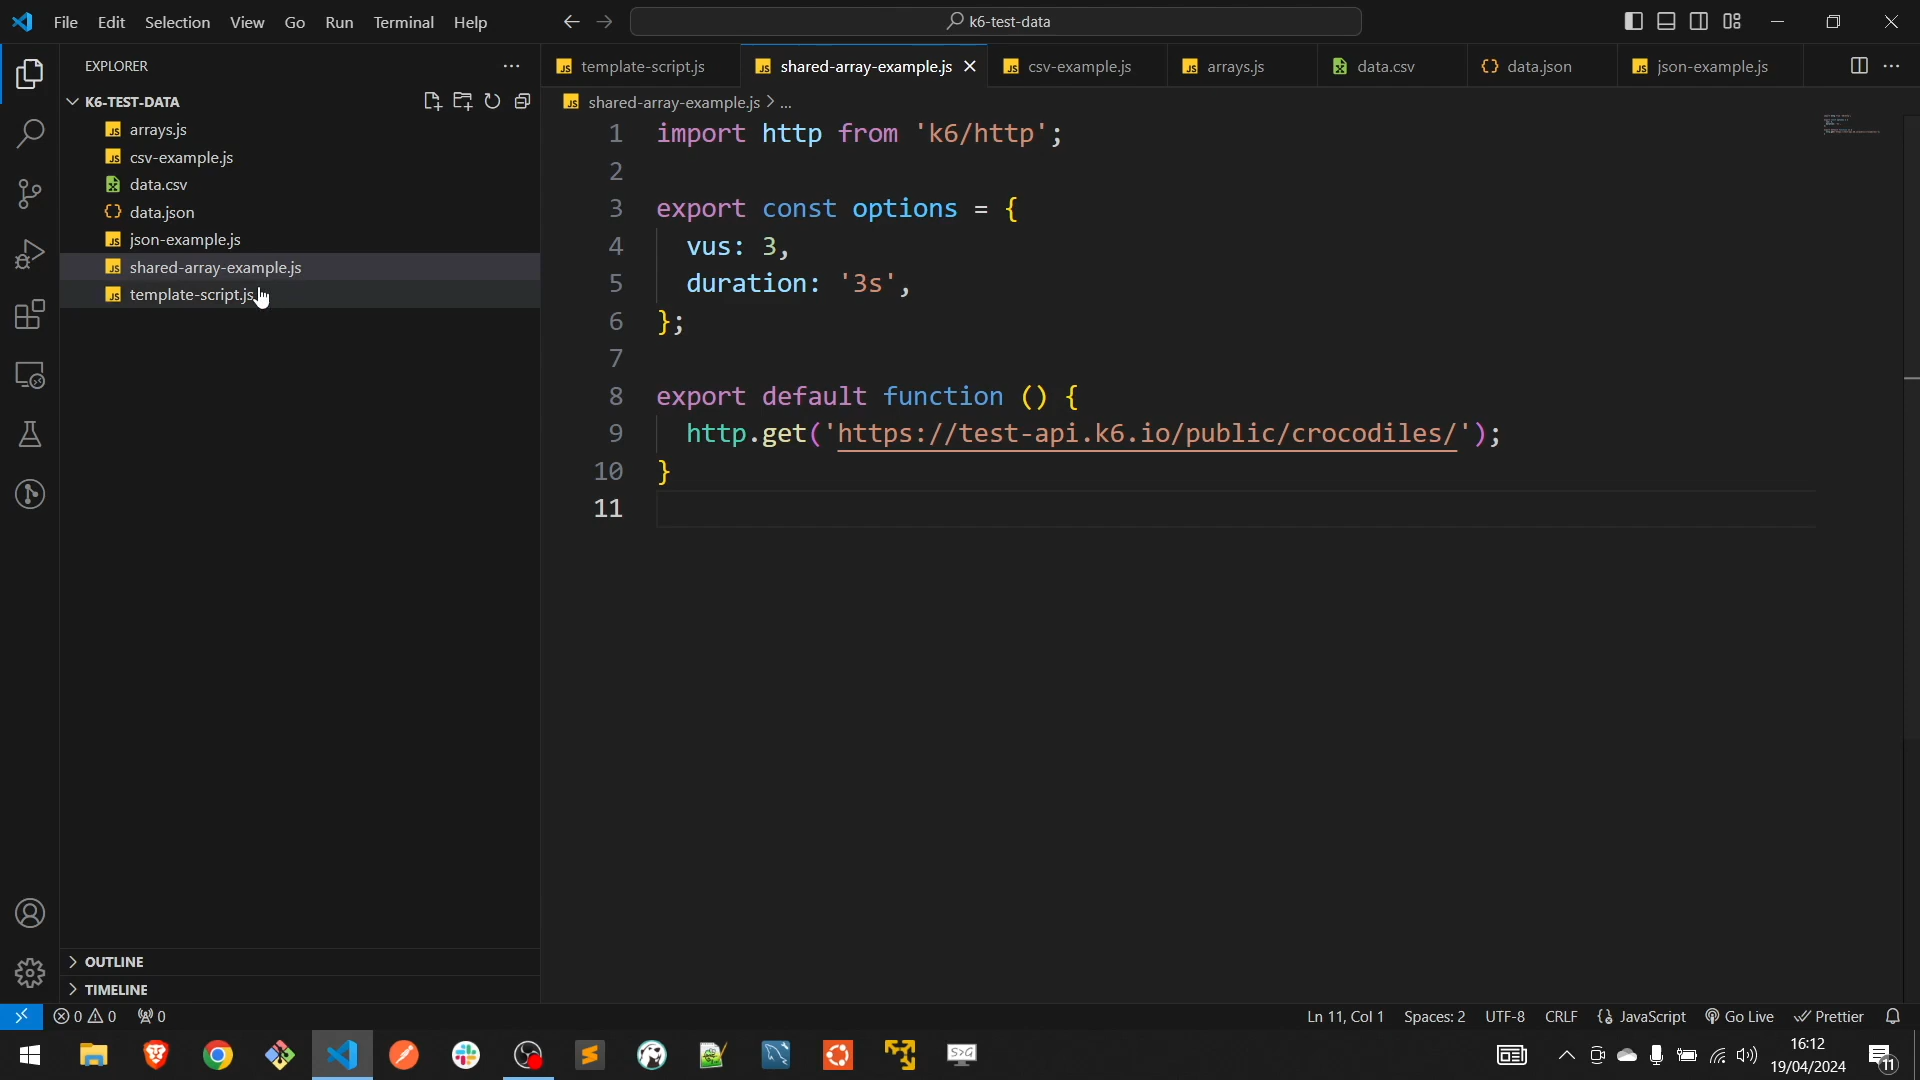 File Edit Selection View Go Run Terminal Help
k6-test-data
EXPLORER
K6-TEST-DATA
arrays.js
csv-example.js
data.csv
data.json
json-example.js
shared-array-example.js
template-script.js
OUTLINE
TIMELINE
template-script.js shared-array-example.js csv-example.js arrays.js data.csv data.json json-example.js
shared-array-example.js > ...
1 import http from 'k6/http';
2
3 export const options = {
4 vus: 3,
5 duration: '3s',
6 };
7
8 export default function () {
9 http.get('https://test-api.k6.io/public/crocodiles/');
10 }
11
0 0 0 Ln 11, Col 1 Spaces: 2 UTF-8 CRLF JavaScript Go Live Prettier
16:12
19/04/2024
11